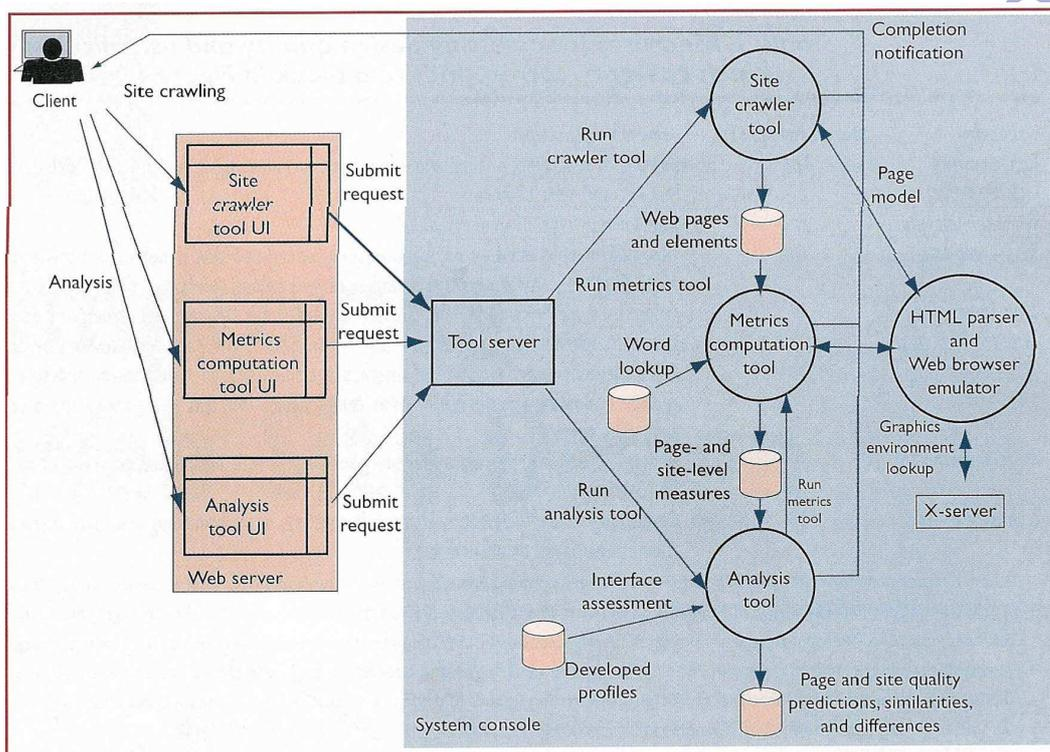 Completion
notification
Client
Site crawling
Site
crawler
tool
Run
crawler tool
Page
model
Site
crawler
tool UI
Submit
request
Web pages
and elements
Analysis
Run metrics tool
Metrics
computation
tool UI
Submit
request
Tool server
Word
lookup
Metrics
computation
tool
HTML parser
and
Web browser
emulator
Graphics
environment
lookup
Page- and
site-level
measures
Run
metrics
tool
X-server
Analysis
tool UI
Submit
request
Run
analysis tool
Web server
Interface
assessment
Analysis
tool
Developed
profiles
Page and site quality
predictions, similarities,
and differences
System console